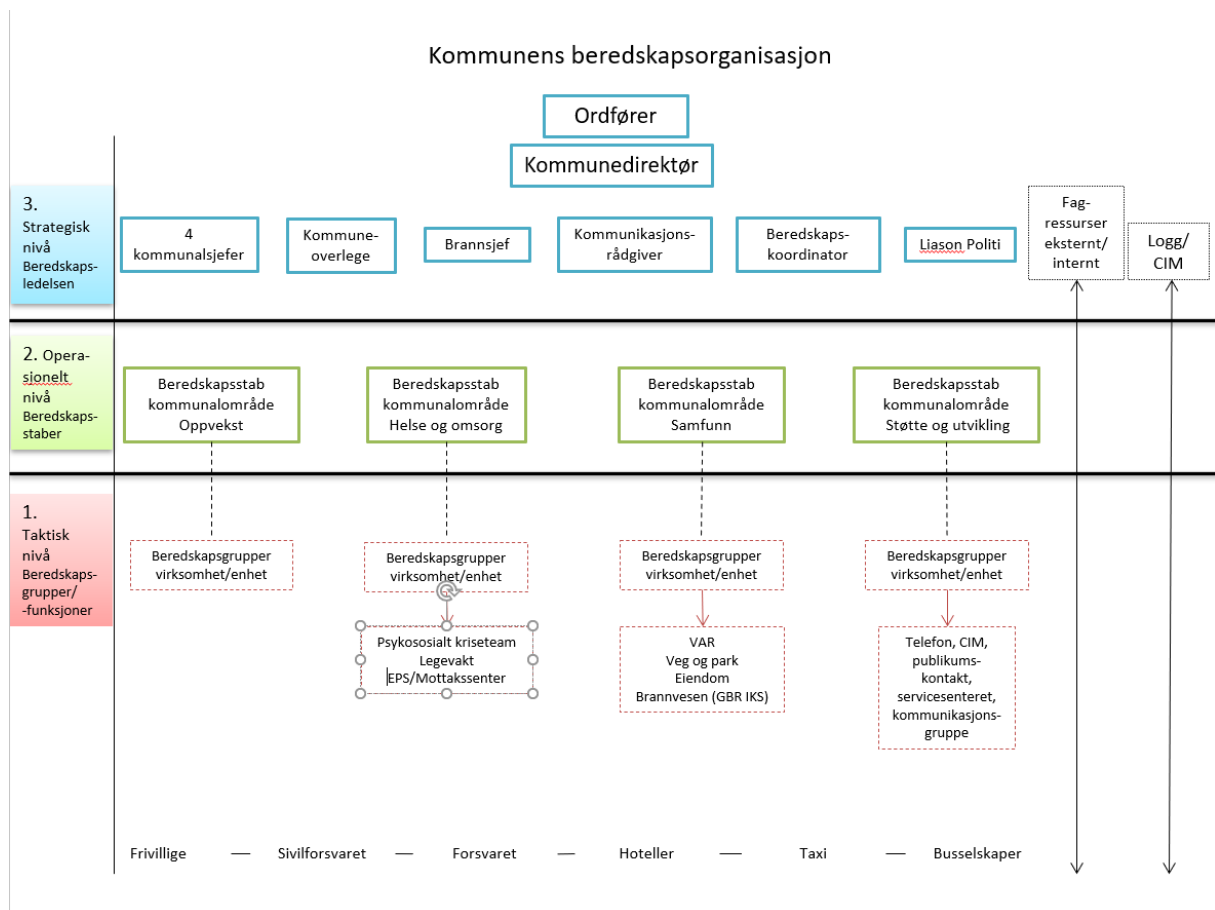 Kommunens beredskapsorganisasjon
Ordfører
Kommunedirektør
3.
Strategisk
nivå
Beredskaps-
ledelsen
4
kommunalsjefer
Kommune-
overlege
Brannsjef
Kommunikasjons-
rådgiver
Beredskaps-
koordinator
Liason Politi
Fag-
ressurser
eksternt/
internt
Logg/
CIM
2. Opera-
sjonelt
nivå
Beredskaps-
staber
Beredskapsstab
kommunalområde
Oppvekst
Beredskapsstab
kommunalområde
Helse og omsorg
Beredskapsstab
kommunalområde
Samfunn
Beredskapsstab
kommunalområde
Støtte og utvikling
1.
Taktisk
nivå
Beredskaps-
grupper/
-funksjoner
Beredskapsgrupper
virksomhet/enhet
Beredskapsgrupper
virksomhet/enhet
Beredskapsgrupper
virksomhet/enhet
Beredskapsgrupper
virksomhet/enhet
Psykososialt kriseteam
Legevakt
EPS/Mottakssenter
VAR
Veg og park
Eiendom
Brannvesen (GBR IKS)
Telefon, CIM,
publikums-
kontakt,
servicesenteret,
kommunikasjons-
gruppe
Frivillige — Sivilforsvaret — Forsvaret — Hoteller — Taxi — Busselskaper